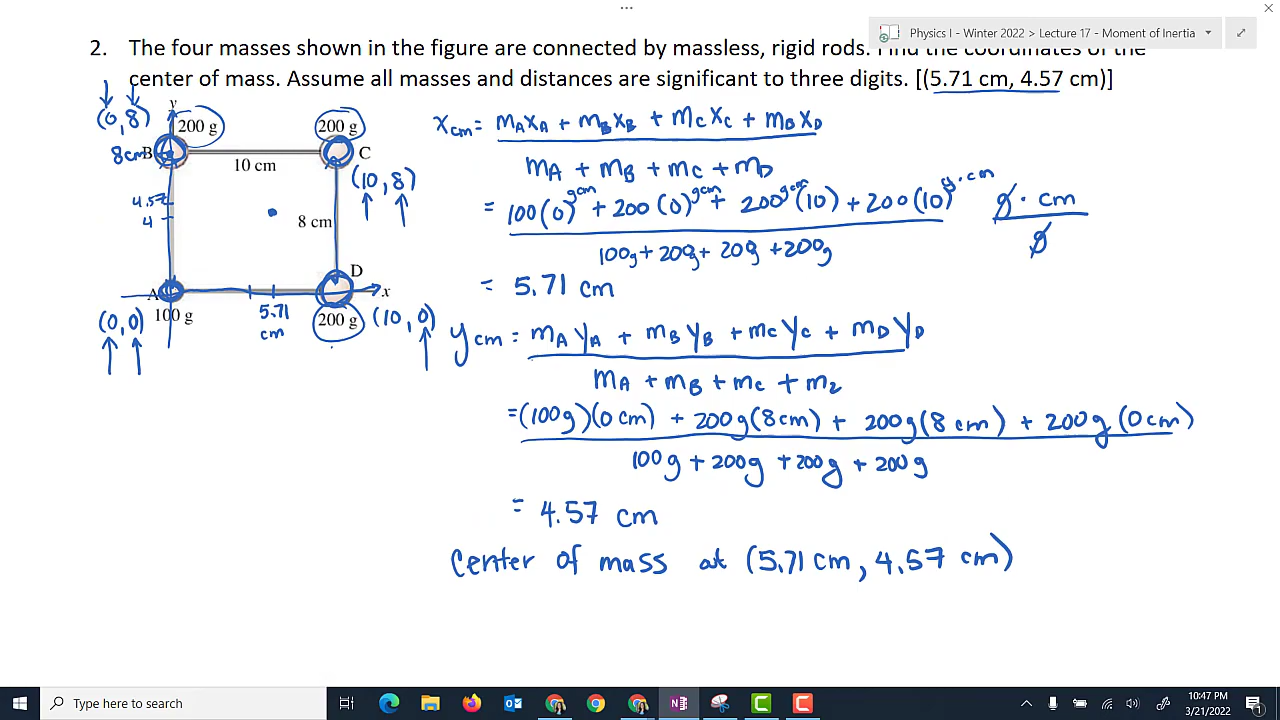 ...
Physics I - Winter 2022 > Lecture 17 - Moment of Inertia
2. The four masses shown in the figure are connected by massless, rigid rods. Find the coordinates of the
center of mass. Assume all masses and distances are significant to three digits. [(5.71 cm, 4.57 cm)]
(0,8)
y
200 g
200 g
8cm
B
C
10 cm
(10, 8)
4.57
4
8 cm
D
A
x
100 g
(0,0)
5.71
cm
200 g
(10, 0)
xcm = mAxA + mBxB + mCxC + mDxD
mA + mB + mC + mD
= 100(0) gcm + 200(0) gcm + 200(10) gcm + 200(10) g·cm
g · cm
g
100g + 200g + 200g + 200g
= 5.71 cm
ycm = mAyA + mByB + mCyC + mDyD
mA + mB + mC + m2
= (100g)(0cm) + 200g(8cm) + 200g(8cm) + 200g(0cm)
100g + 200g + 200g + 200g
= 4.57 cm
Center of mass at (5.71 cm, 4.57 cm)
Type here to search
10:47 PM
3/21/2022